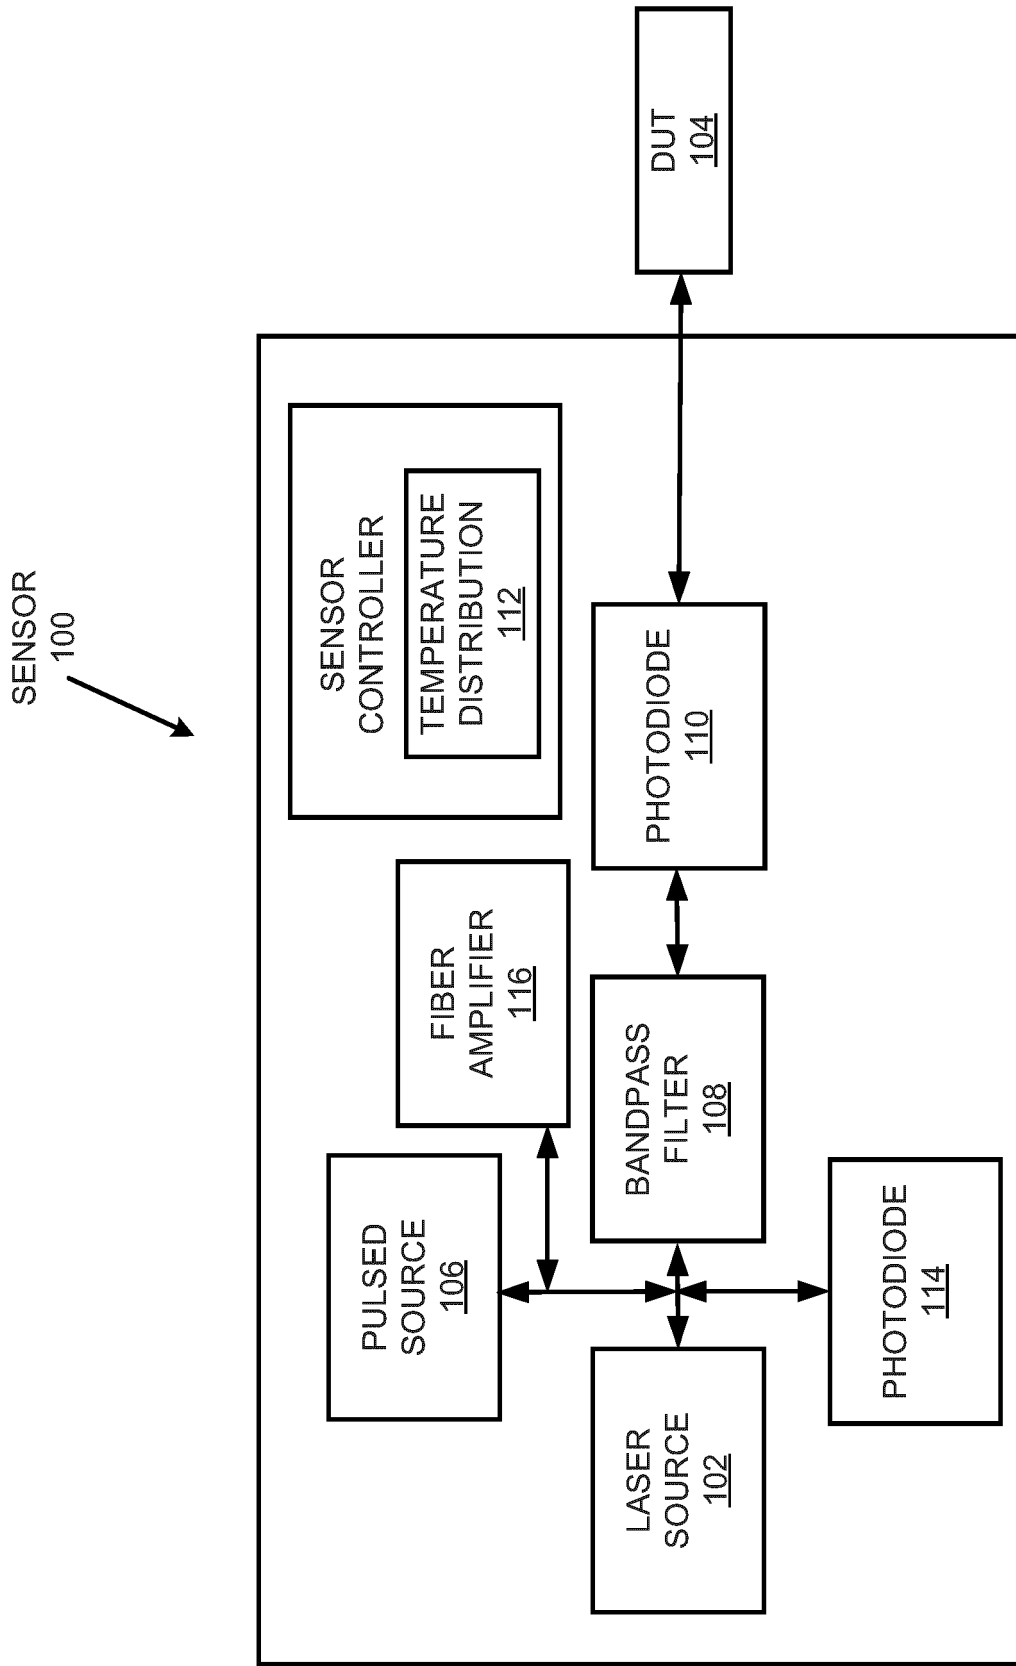 SENSOR
100
SENSOR
CONTROLLER
TEMPERATURE
DISTRIBUTION
112
PULSED
SOURCE
106
FIBER
AMPLIFIER
116
LASER
SOURCE
102
BANDPASS
FILTER
108
PHOTODIODE
110
DUT
104
PHOTODIODE
114